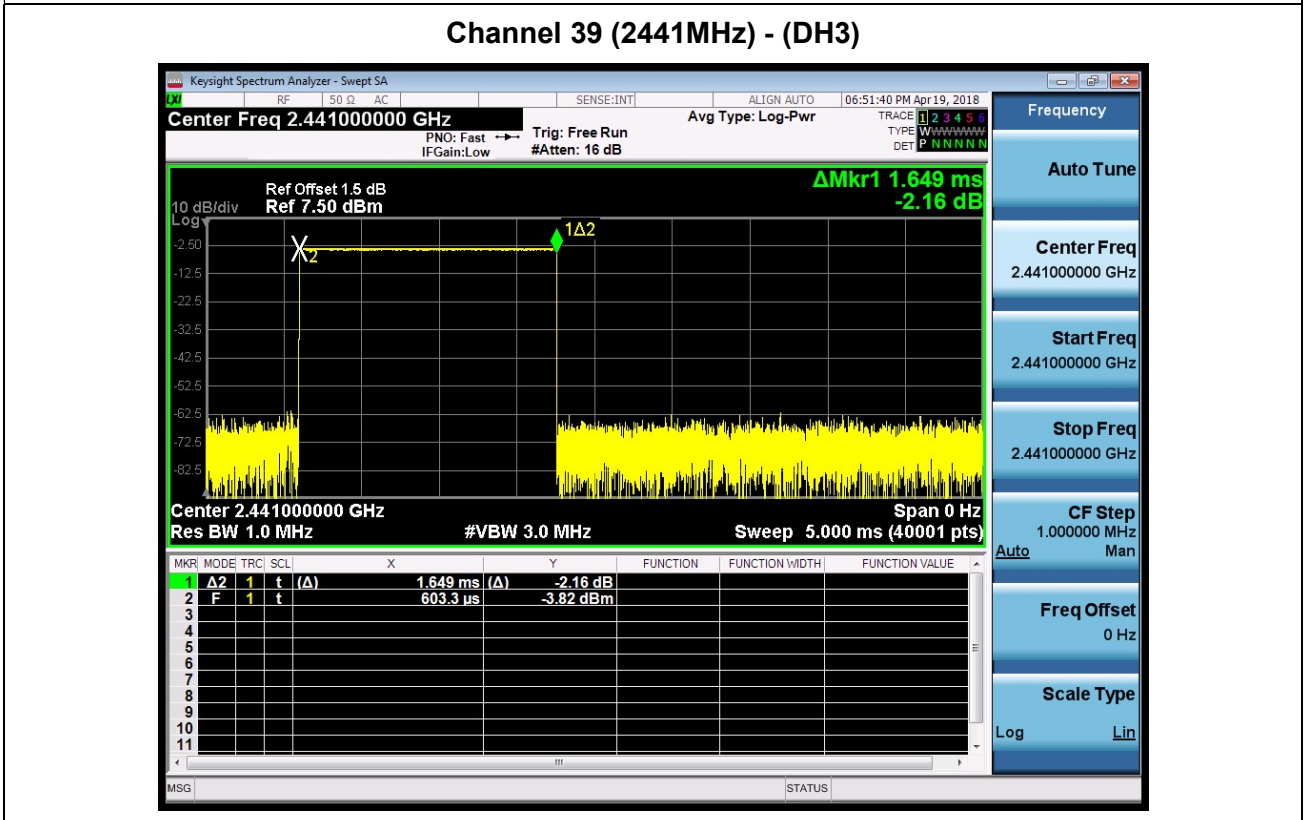 Channel 39 (2441MHz) - (DH3)
Keysight Spectrum Analyzer - Swept SA
LXI RF 50 Ω AC SENSE:INT ALIGN AUTO 06:51:40 PM Apr 19, 2018
Center Freq 2.441000000 GHz
PNO: Fast
IFGain:Low
Trig: Free Run
#Atten: 16 dB
Avg Type: Log-Pwr
TRACE 1 2 3 4 5 6
TYPE WWWWWW
DET P N N N N N
ΔMkr1 1.649 ms
-2.16 dB
Ref Offset 1.5 dB
10 dB/div Ref 7.50 dBm
Log
1Δ2
2
-2.50
-12.5
-22.5
-32.5
-42.5
-52.5
-62.5
-72.5
-82.5
Center 2.441000000 GHz Span 0 Hz
Res BW 1.0 MHz #VBW 3.0 MHz Sweep 5.000 ms (40001 pts)
MKR MODE TRC SCL X Y FUNCTION FUNCTION WIDTH FUNCTION VALUE
1 Δ2 1 t (Δ) 1.649 ms (Δ) -2.16 dB
2 F 1 t 603.3 µs -3.82 dBm
3
4
5
6
7
8
9
10
11
MSG STATUS
Frequency
Auto Tune
Center Freq
2.441000000 GHz
Start Freq
2.441000000 GHz
Stop Freq
2.441000000 GHz
CF Step
1.000000 MHz
Auto Man
Freq Offset
0 Hz
Scale Type
Log Lin